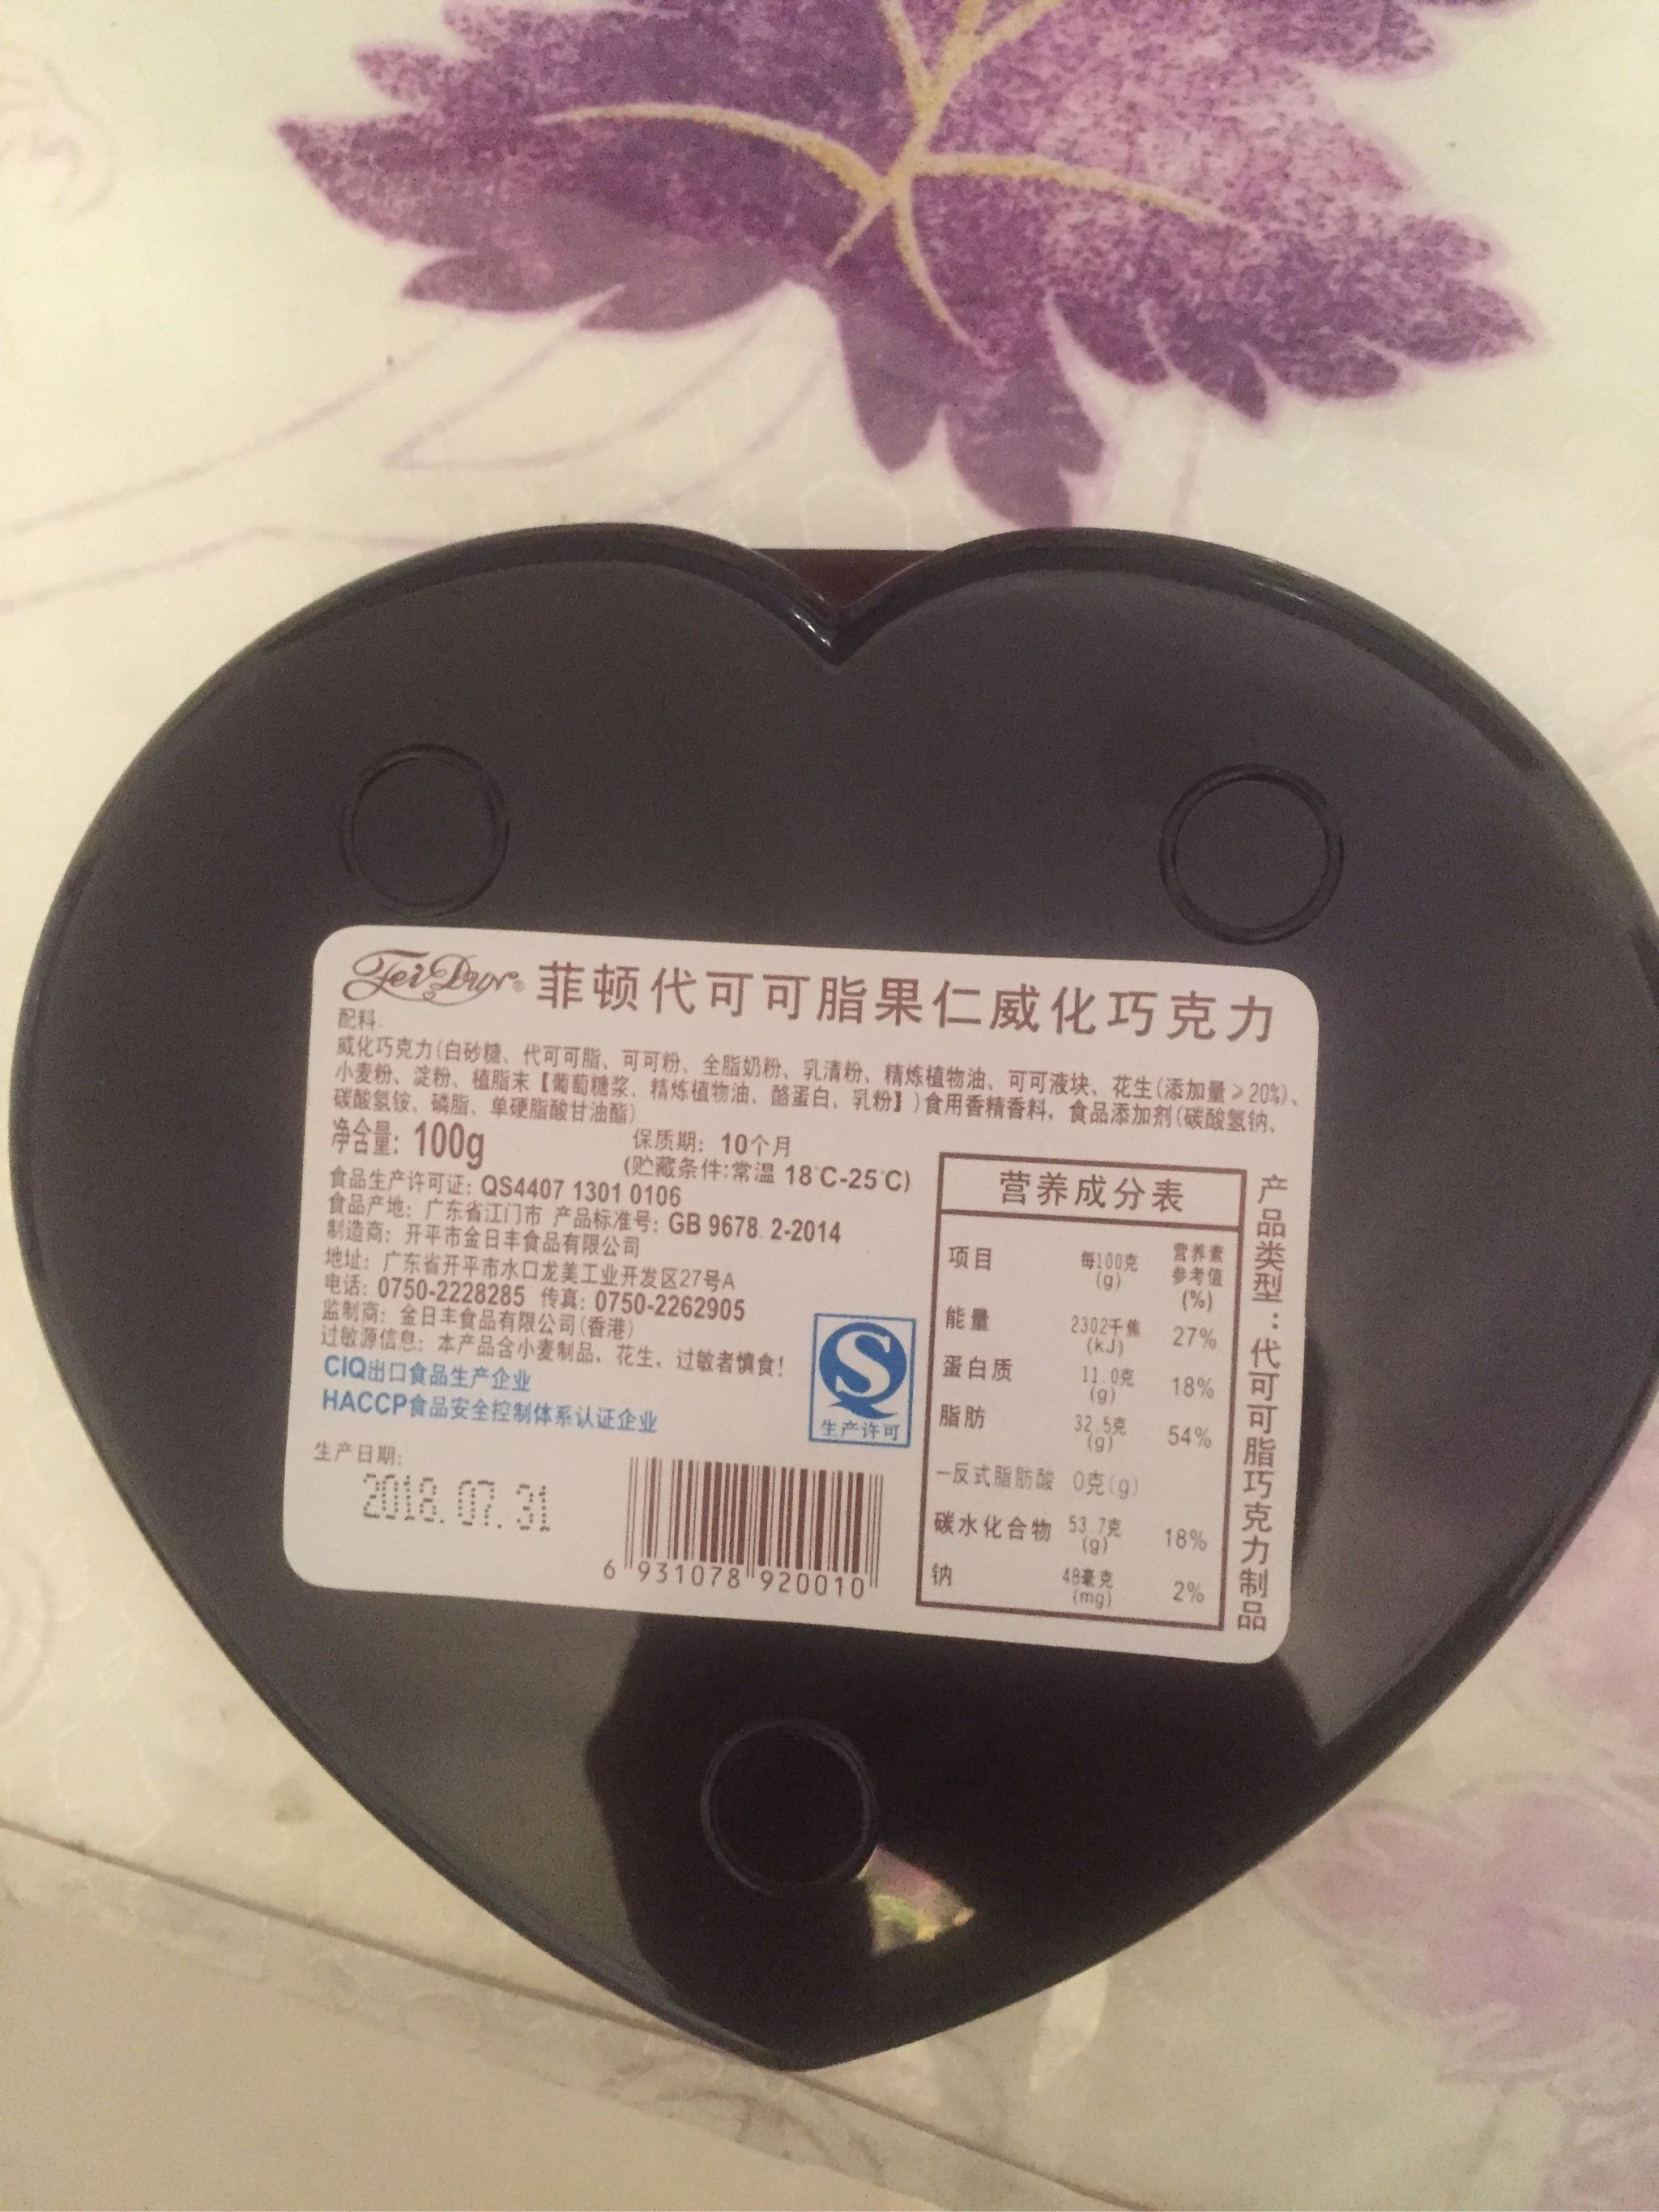 FeiDun® 菲顿代可可脂果仁威化巧克力
配料:
威化巧克力(白砂糖、代可可脂、可可粉、全脂奶粉、乳清粉、精炼植物油、可可液块、花生(添加量≥20%)、
小麦粉、淀粉、植脂末【葡萄糖浆、精炼植物油、酪蛋白、乳粉】)食用香精香料，食品添加剂(碳酸氢钠、
碳酸氢铵、磷脂、单硬脂酸甘油酯)
净含量: 100g
保质期: 10个月
(贮藏条件:常温 18℃-25℃)
食品生产许可证: QS4407 1301 0106
食品产地: 广东省江门市 产品标准号: GB 9678.2-2014
制造商: 开平市金日丰食品有限公司
地址: 广东省开平市水口龙美工业开发区27号A
电话: 0750-2228285 传真: 0750-2262905
监制商: 金日丰食品有限公司(香港)
过敏源信息: 本产品含小麦制品、花生，过敏者慎食!
CIQ出口食品生产企业
HACCP食品安全控制体系认证企业
S
生产许可
生产日期:
2018.07.31
6 931078 920010
营养成分表
项目 每100克(g) 营养素参考值(%)
能量 2302千焦(kJ) 27%
蛋白质 11.0克(g) 18%
脂肪 32.5克(g) 54%
—反式脂肪酸 0克(g)
碳水化合物 53.7克(g) 18%
钠 48毫克(mg) 2%
产品类型：代可可脂巧克力制品